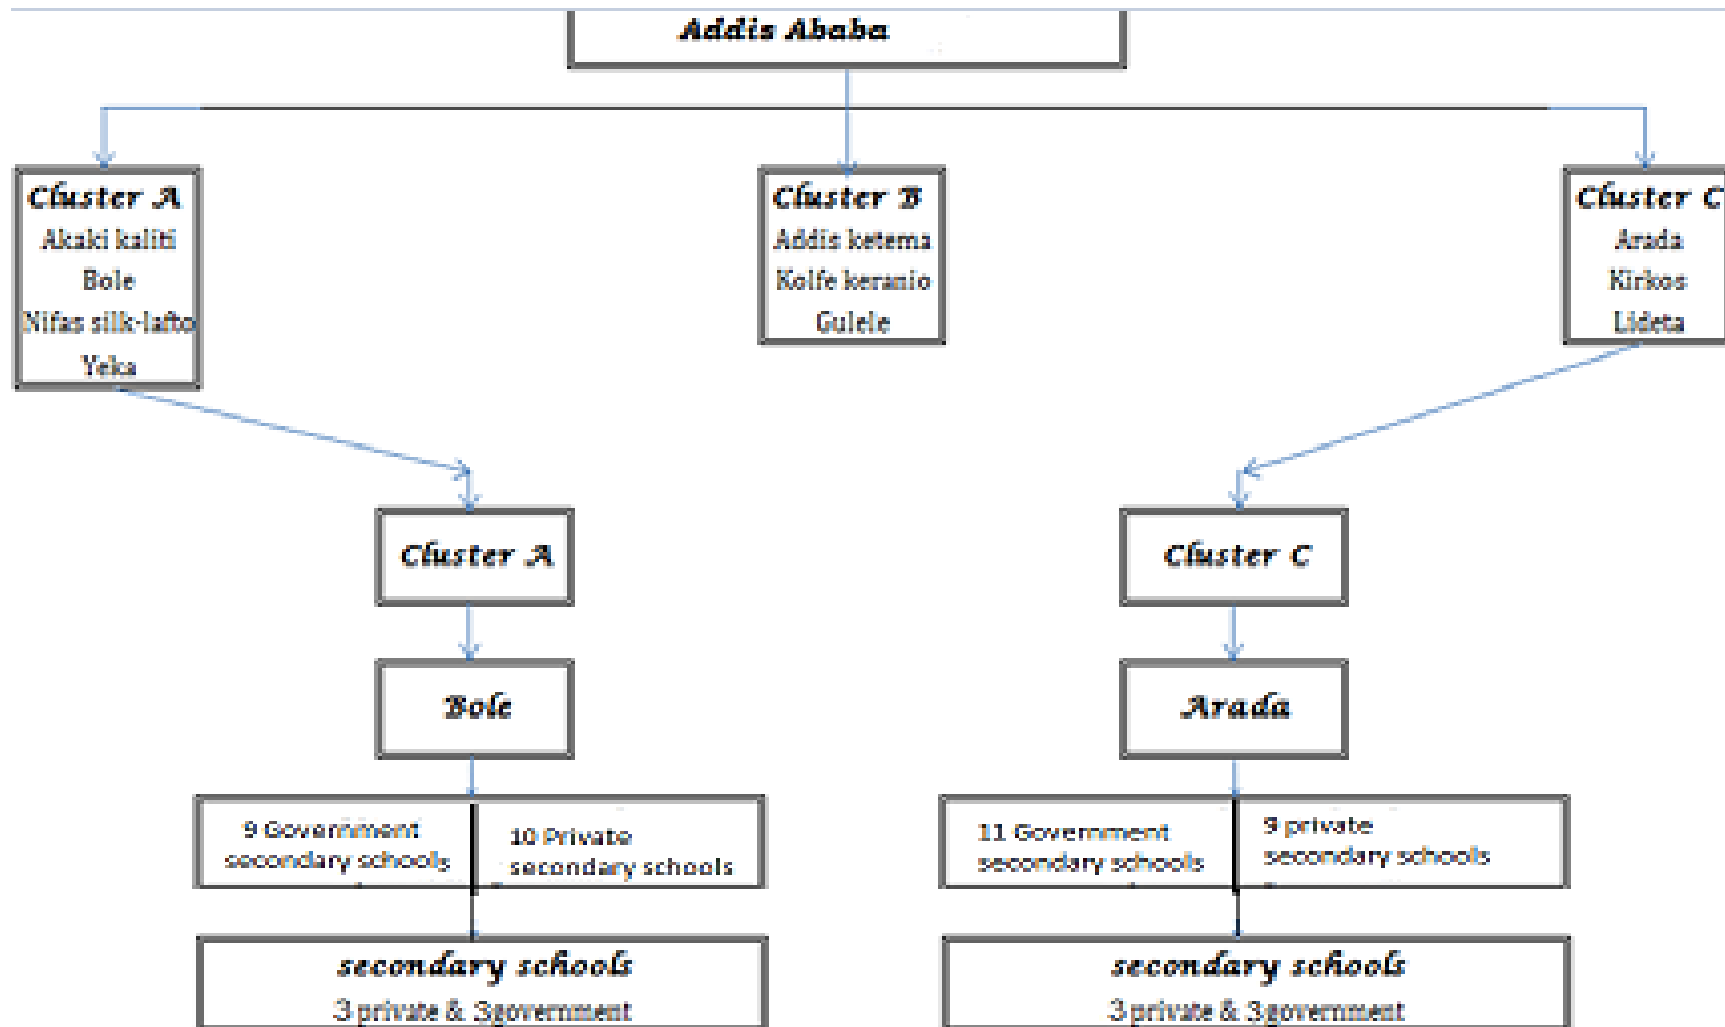 Addis Ababa
Cluster A
Akaki kaliti
Bole
Nifas silk-lafto
Yeka
Cluster B
Addis ketema
Kolfe keranio
Gulele
Cluster C
Arada
Kirkos
Lideta
Cluster A
Cluster C
Bole
Arada
9 Government
secondary schools
10 Private
secondary schools
11 Government
secondary schools
9 private
secondary schools
secondary schools
3 private & 3government
secondary schools
3 private & 3government